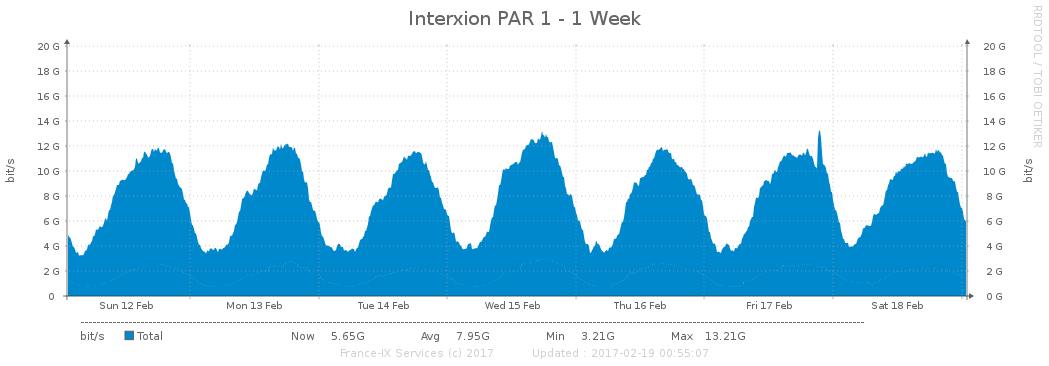 Interxion PAR 1 - 1 Week
RRDTOOL / TOBI OETIKER
20 G 20 G
18 G 18 G
16 G 16 G
14 G 14 G
12 G 12 G
10 G 10 G
8 G 8 G
6 G 6 G
4 G 4 G
2 G 2 G
0 0 G
bit/s
bit/s
Sun 12 Feb Mon 13 Feb Tue 14 Feb Wed 15 Feb Thu 16 Feb Fri 17 Feb Sat 18 Feb
bit/s Total Now 5.65G Avg 7.95G Min 3.21G Max 13.21G
France-IX Services (c) 2017 Updated : 2017-02-19 00:55:07